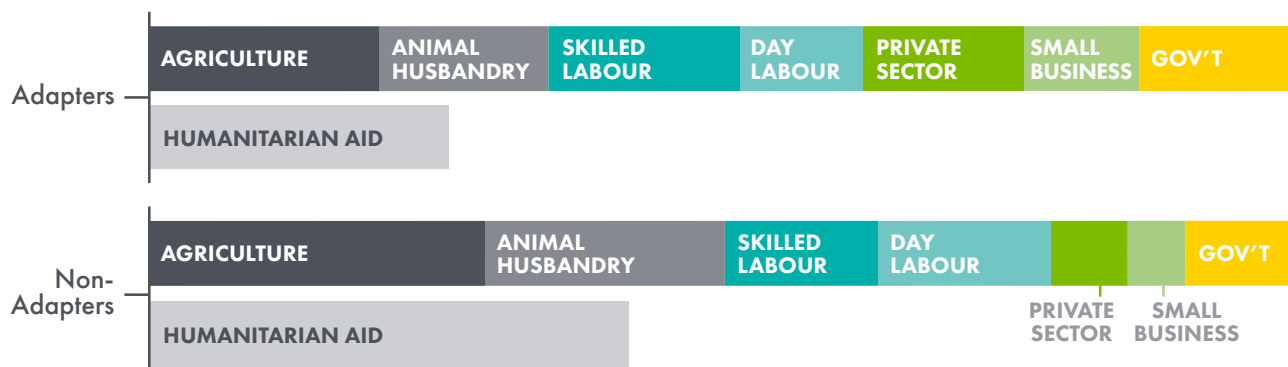 AGRICULTURE
ANIMAL
HUSBANDRY
SKILLED
LABOUR
DAY
LABOUR
PRIVATE
SECTOR
SMALL
BUSINESS
GOV'T
Adapters
HUMANITARIAN AID
AGRICULTURE
ANIMAL
HUSBANDRY
SKILLED
LABOUR
DAY
LABOUR
GOV'T
Non-
Adapters
PRIVATE
SECTOR
SMALL
BUSINESS
HUMANITARIAN AID